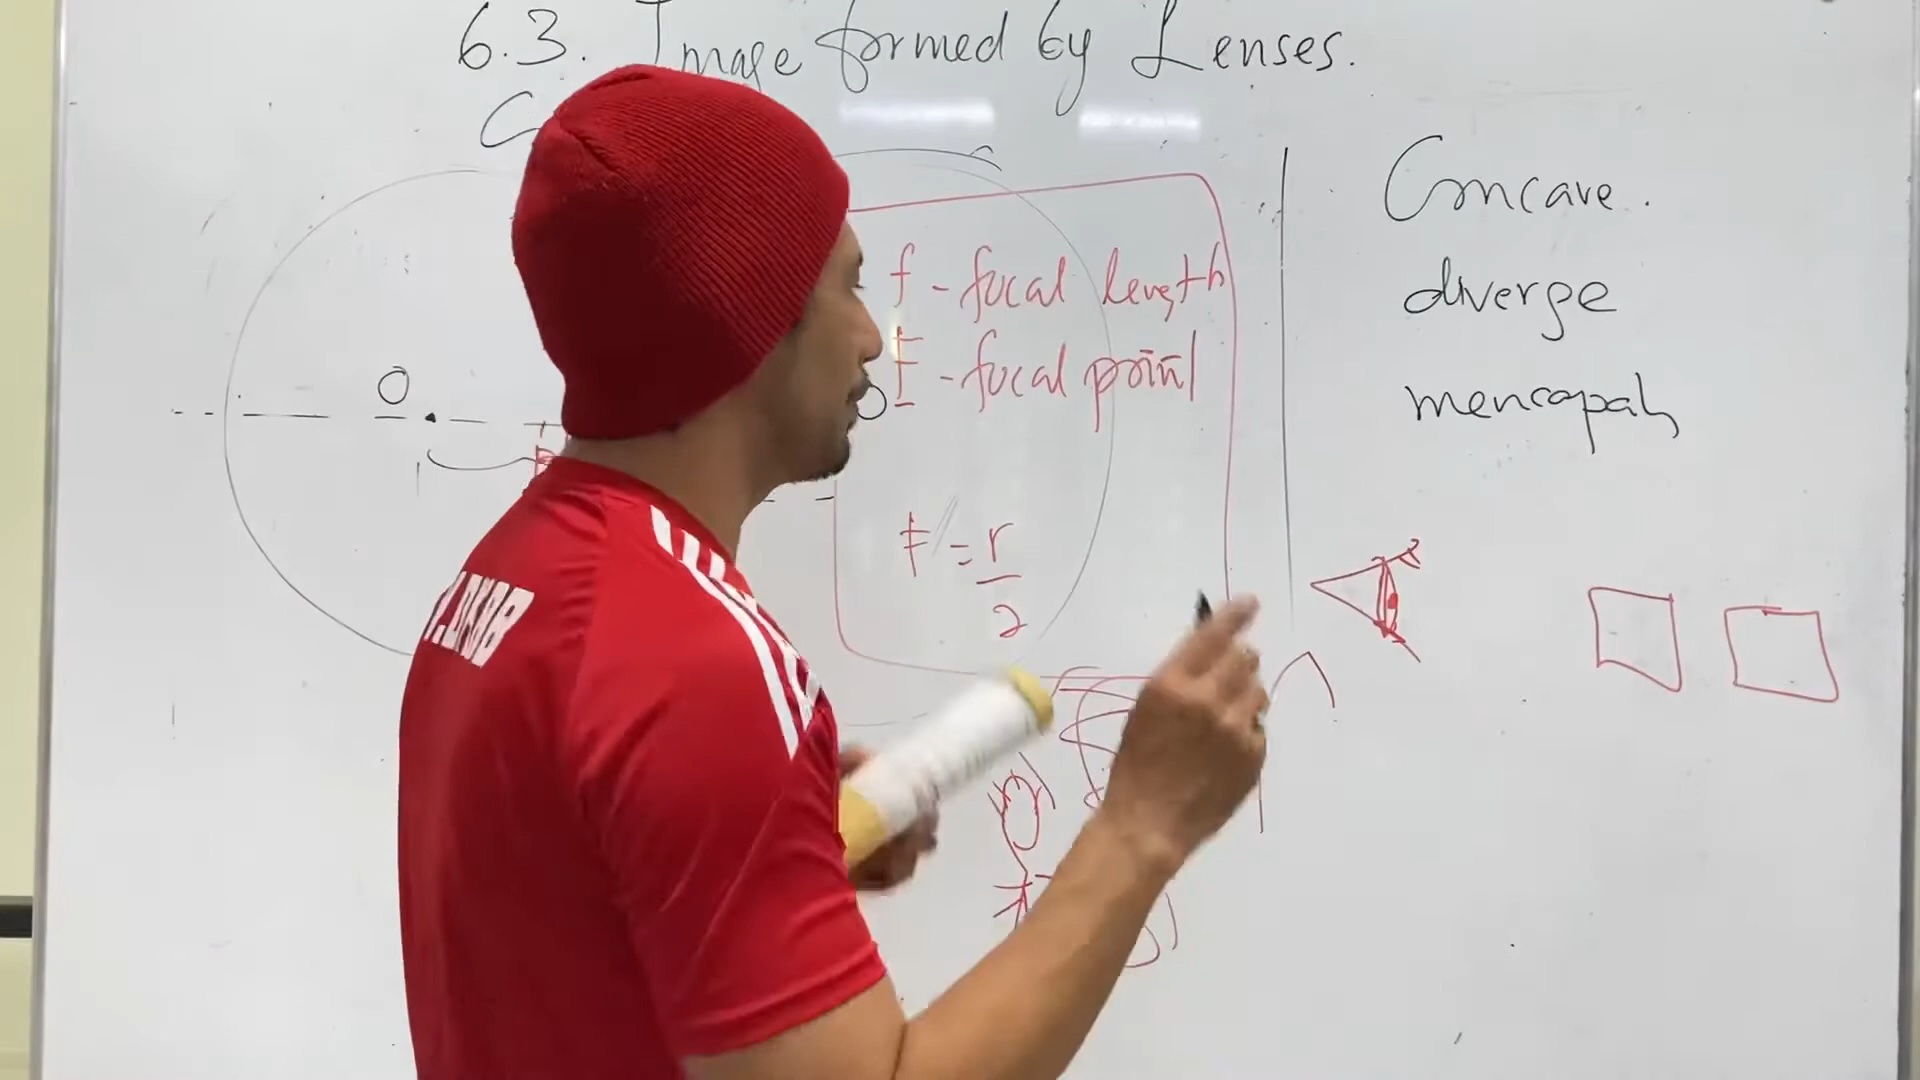 6.3. Image formed by Lenses.
C
Concave.
f - focal length
diverge
F - focal point
O
O
mencapah
f = r
2